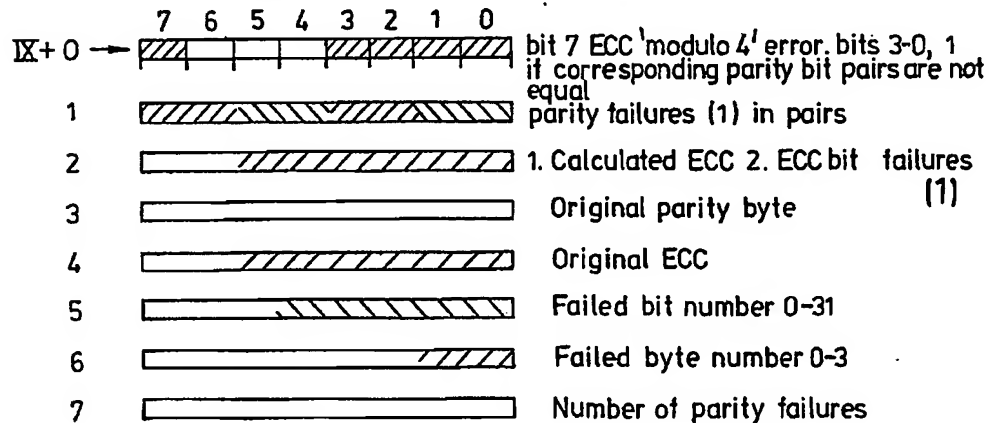 7 6 5 4 3 2 1 0
IX+0 → bit 7 ECC 'modulo 4' error. bits 3-0, 1
if corresponding parity bit pairs are not
equal
1 parity failures (1) in pairs
2 1. Calculated ECC 2. ECC bit failures
(1)
3 Original parity byte
4 Original ECC
5 Failed bit number 0-31
6 Failed byte number 0-3
7 Number of parity failures